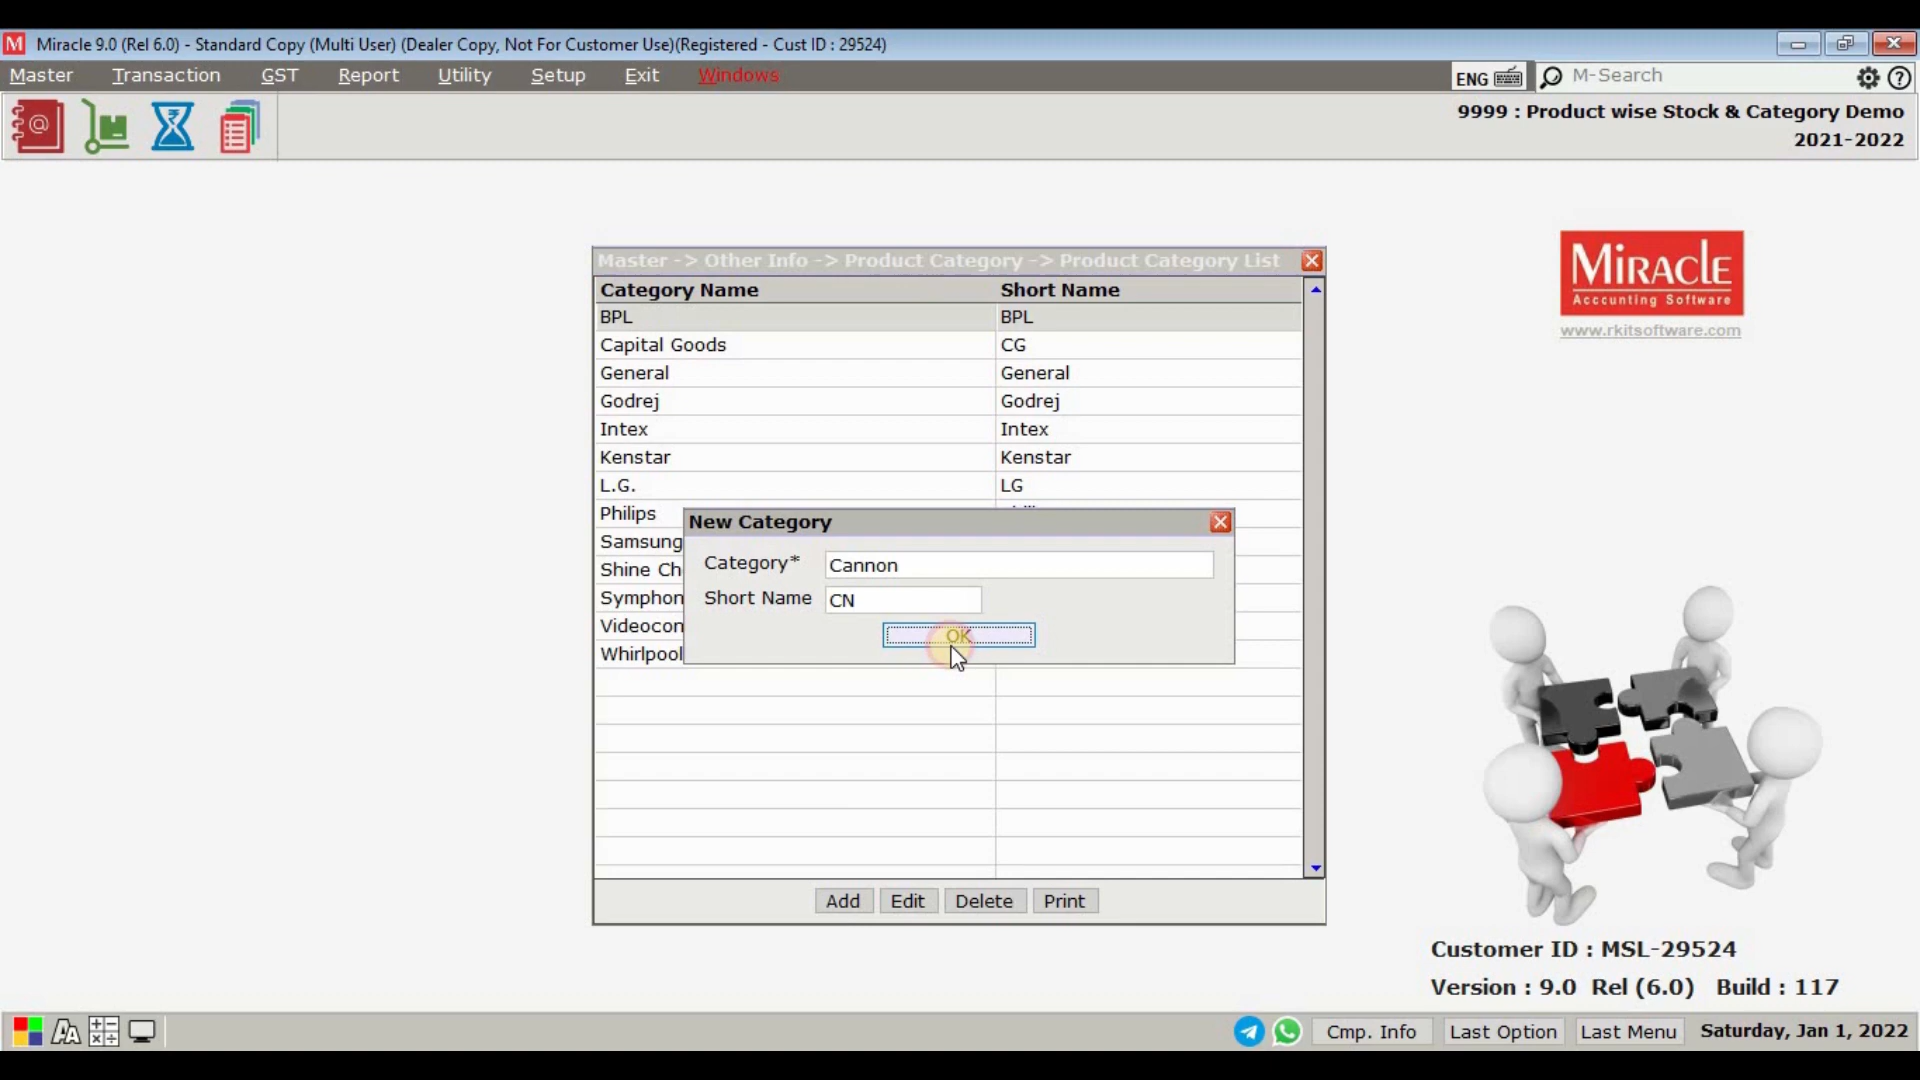 Miracle 9.0 (Rel 6.0) - Standard Copy (Multi User) (Dealer Copy, Not For Customer Use)(Registered - Cust ID : 29524)
Master Transaction GST Report Utility Setup Exit Windows
ENG M-Search
9999 : Product wise Stock & Category Demo
2021-2022
MIRACLE
Acccunting Software
www.rkitsoftware.com
Master -> Other Info -> Product Category -> Product Category List
Category Name Short Name
BPL BPL
Capital Goods CG
General General
Godrej Godrej
Intex Intex
Kenstar Kenstar
L.G. LG
Philips
Samsung
Shine Ch
Symphon
Videocon
Whirlpool
New Category
Category* Cannon
Short Name CN
OK
Add Edit Delete Print
Customer ID : MSL-29524
Version : 9.0 Rel (6.0) Build : 117
Cmp. Info Last Option Last Menu Saturday, Jan 1, 2022